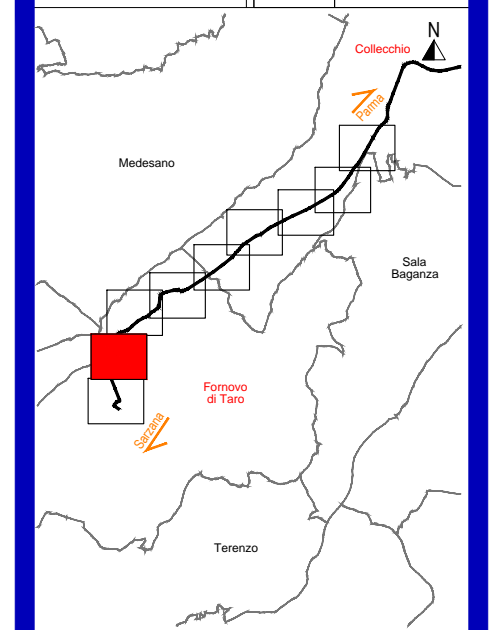 N
Collecchio
Parma
Medesano
Sala
Baganza
Fornovo
di Taro
Sarzana
Terenzo